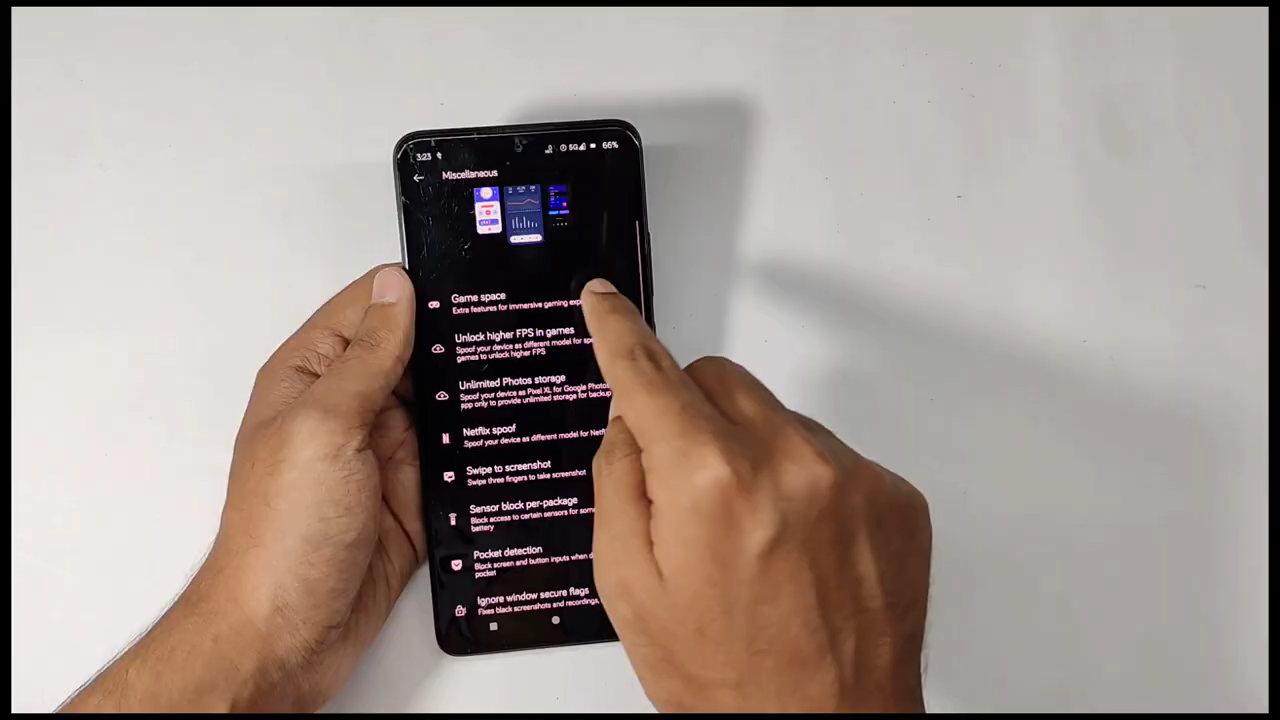 3:23 5G 66%
Miscellaneous
Game space
Extra features for immersive gaming
Unlock higher FPS in games
Spoof your device as different model for
games to unlock higher FPS
Unlimited Photos storage
Spoof your device as Pixel XL for Google Photos
app only to provide unlimited storage for backup
Netflix spoof
Spoof your device as different model for
Swipe to screenshot
Swipe three fingers to take screenshot
Sensor block per-package
Block access to certain sensors for some
battery
Pocket detection
Block screen and button inputs when
pocket
Ignore window secure flags
Fixes black screenshots and recordings,